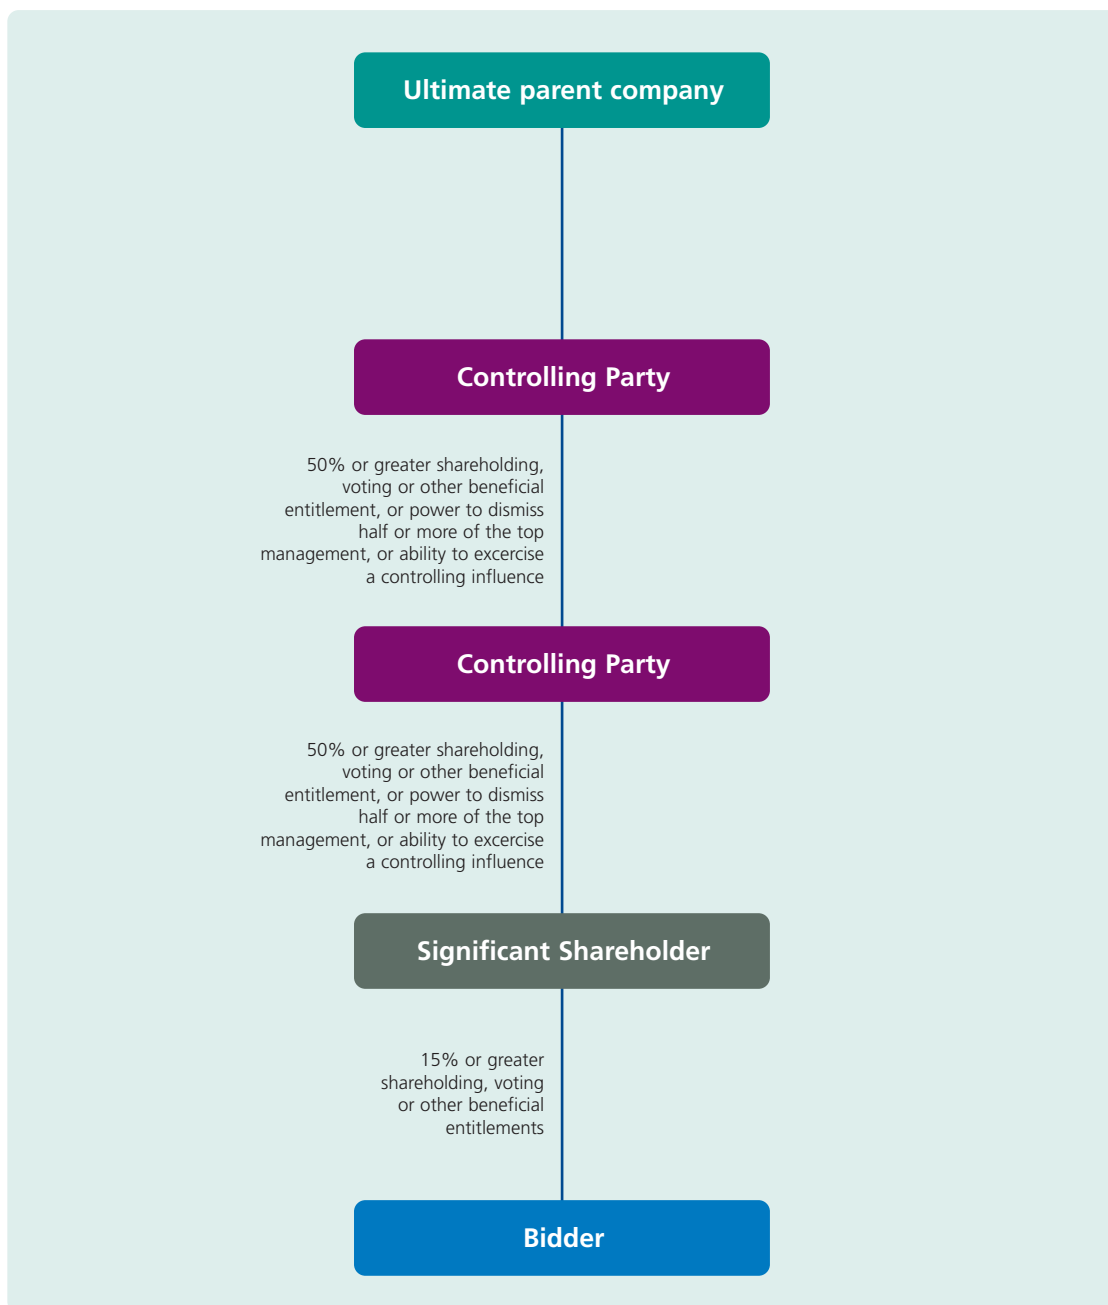 Ultimate parent company
Controlling Party
50% or greater shareholding,
voting or other beneficial
entitlement, or power to dismiss
half or more of the top
management, or ability to excercise
a controlling influence
Controlling Party
50% or greater shareholding,
voting or other beneficial
entitlement, or power to dismiss
half or more of the top
management, or ability to excercise
a controlling influence
Significant Shareholder
15% or greater
shareholding, voting
or other beneficial
entitlements
Bidder